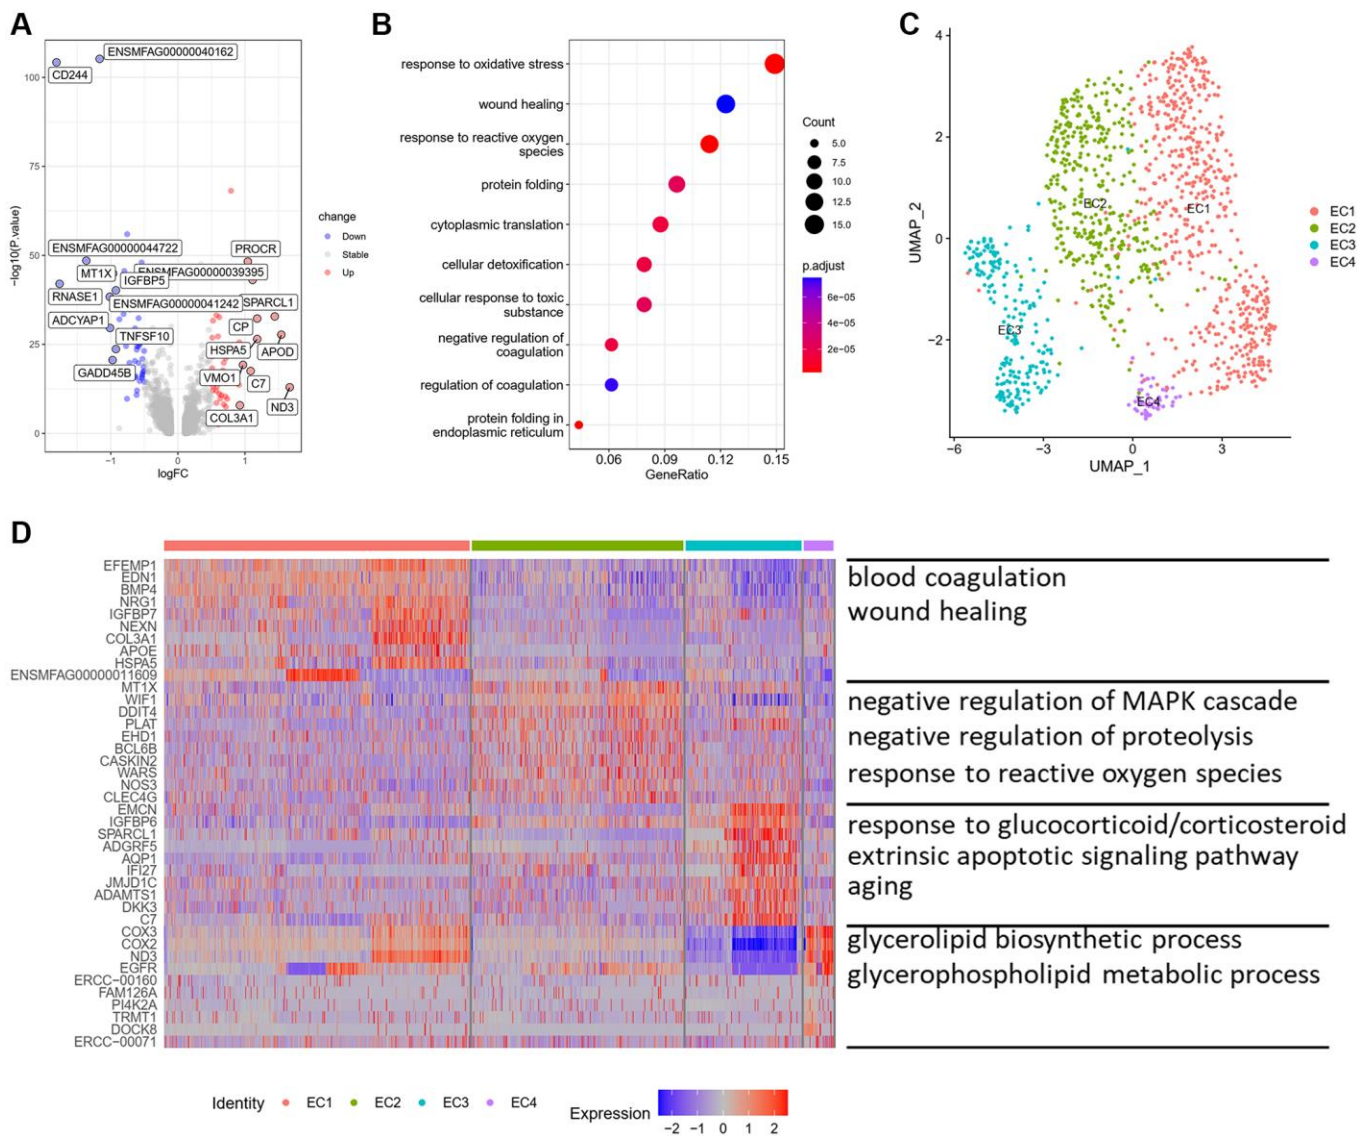 A
ENSMFAG00000040162
CD244
100
75
50
25
0
-log10(P.value)
ENSMFAG00000044722
PROCR
MT1X
ENSMFAG00000039395
IGFBP5
RNASE1
ENSMFAG00000041242
SPARCL1
ADCYAP1
CP
TNFSF10
HSPA5
APOD
GADD45B
VMO1
C7
ND3
COL3A1
-1
0
1
logFC
change
Down
Stable
Up
B
response to oxidative stress
wound healing
response to reactive oxygen
species
protein folding
cytoplasmic translation
cellular detoxification
cellular response to toxic
substance
negative regulation of
coagulation
regulation of coagulation
protein folding in
endoplasmic reticulum
0.06
0.09
0.12
0.15
GeneRatio
Count
5.0
7.5
10.0
12.5
15.0
p.adjust
6e-05
4e-05
2e-05
C
4
2
0
−2
UMAP_2
EC2
EC1
EC3
EC4
−6
−3
0
3
UMAP_1
EC1
EC2
EC3
EC4
D
EFEMP1
EDN1
BMP4
NRG1
IGFBP7
NEXN
COL3A1
APOE
HSPA5
ENSMFAG00000011609
MT1X
WIF1
DDIT4
PLAT
EHD1
BCL6B
CASKIN2
WARS
NOS3
CLEC4G
EMCN
IGFBP6
SPARCL1
ADGRF5
AQP1
IFI27
JMJD1C
ADAMTS1
DKK3
C7
COX3
COX2
ND3
EGFR
ERCC−00160
FAM126A
PI4K2A
TRMT1
DOCK8
ERCC−00071
blood coagulation
wound healing
negative regulation of MAPK cascade
negative regulation of proteolysis
response to reactive oxygen species
response to glucocorticoid/corticosteroid
extrinsic apoptotic signaling pathway
aging
glycerolipid biosynthetic process
glycerophospholipid metabolic process
Identity
EC1
EC2
EC3
EC4
Expression
−2 −1 0 1 2